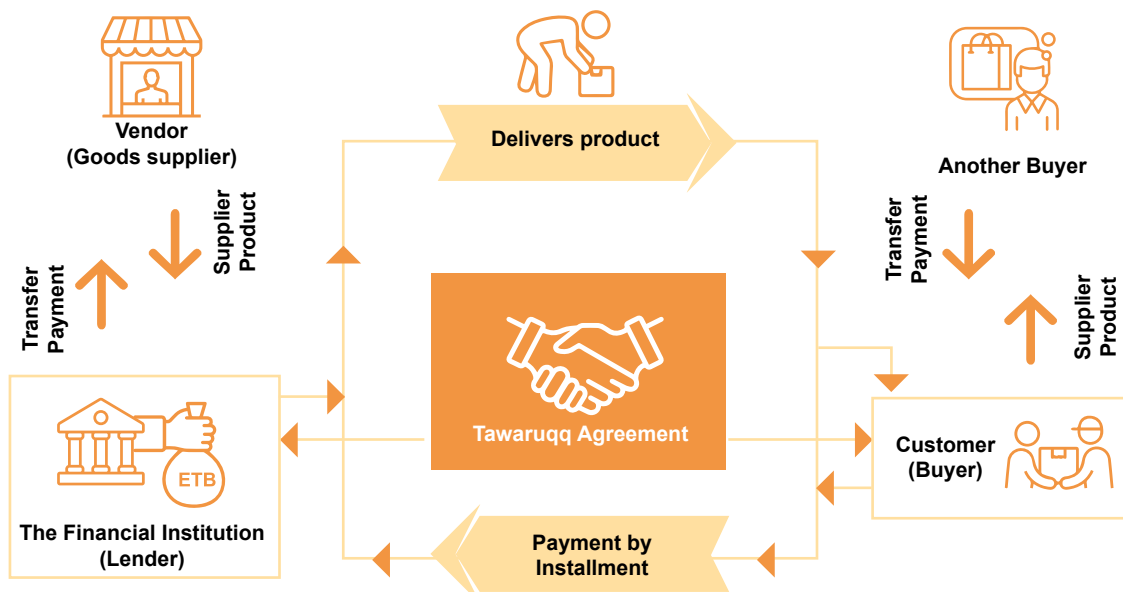 Vendor
(Goods supplier)
Delivers product
Another Buyer
Transfer
Payment
Supplier
Product
Transfer
Payment
Supplier
Product
Tawaruqq Agreement
ETB
The Financial Institution
(Lender)
Customer
(Buyer)
Payment by
Installment